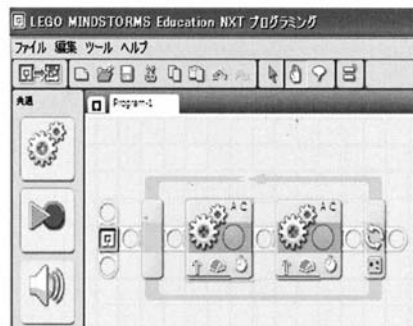 LEGO MINDSTORMS Education NXT プログラミング
ファイル 編集 ツール ヘルプ
共通
Program-1
A C
A C